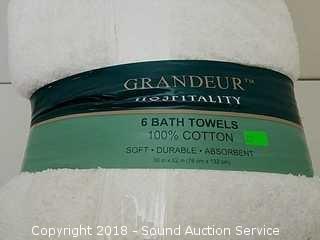 GRANDEUR™
HOSPITALITY
6 BATH TOWELS
100% COTTON
SOFT • DURABLE • ABSORBENT
30 in x 52 in (76 cm x 132 cm)
Copyright 2018 - Sound Auction Service